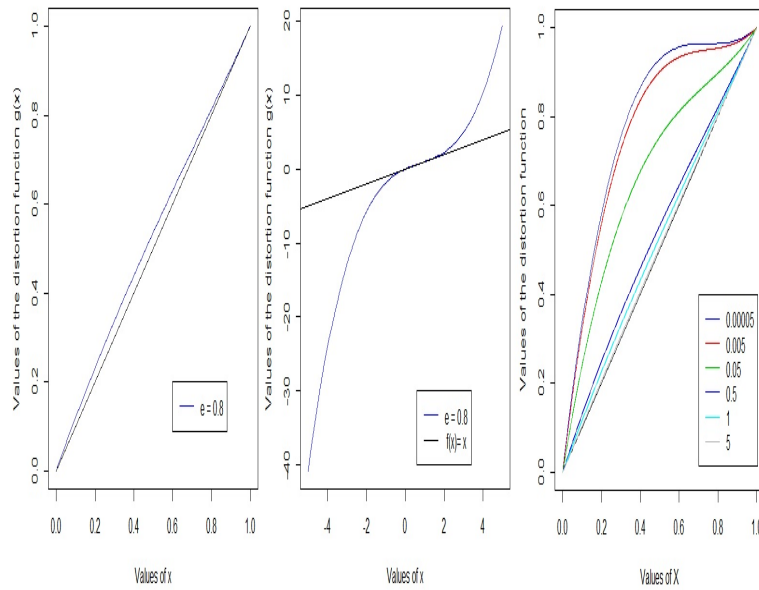 Values of the distortion function g(x)
1.0
0.8
0.6
0.4
0.2
0.0
e = 0.8
0.0 0.2 0.4 0.6 0.8 1.0
Values of x
Values of the distortion function g(x)
20
10
0
-10
-20
-30
-40
e = 0.8
f(x)= x
-4 -2 0 2 4
Values of x
Values of the distortion function
1.0
0.8
0.6
0.4
0.2
0.0
0.00005
0.005
0.05
0.5
1
5
0.0 0.2 0.4 0.6 0.8 1.0
Values of X